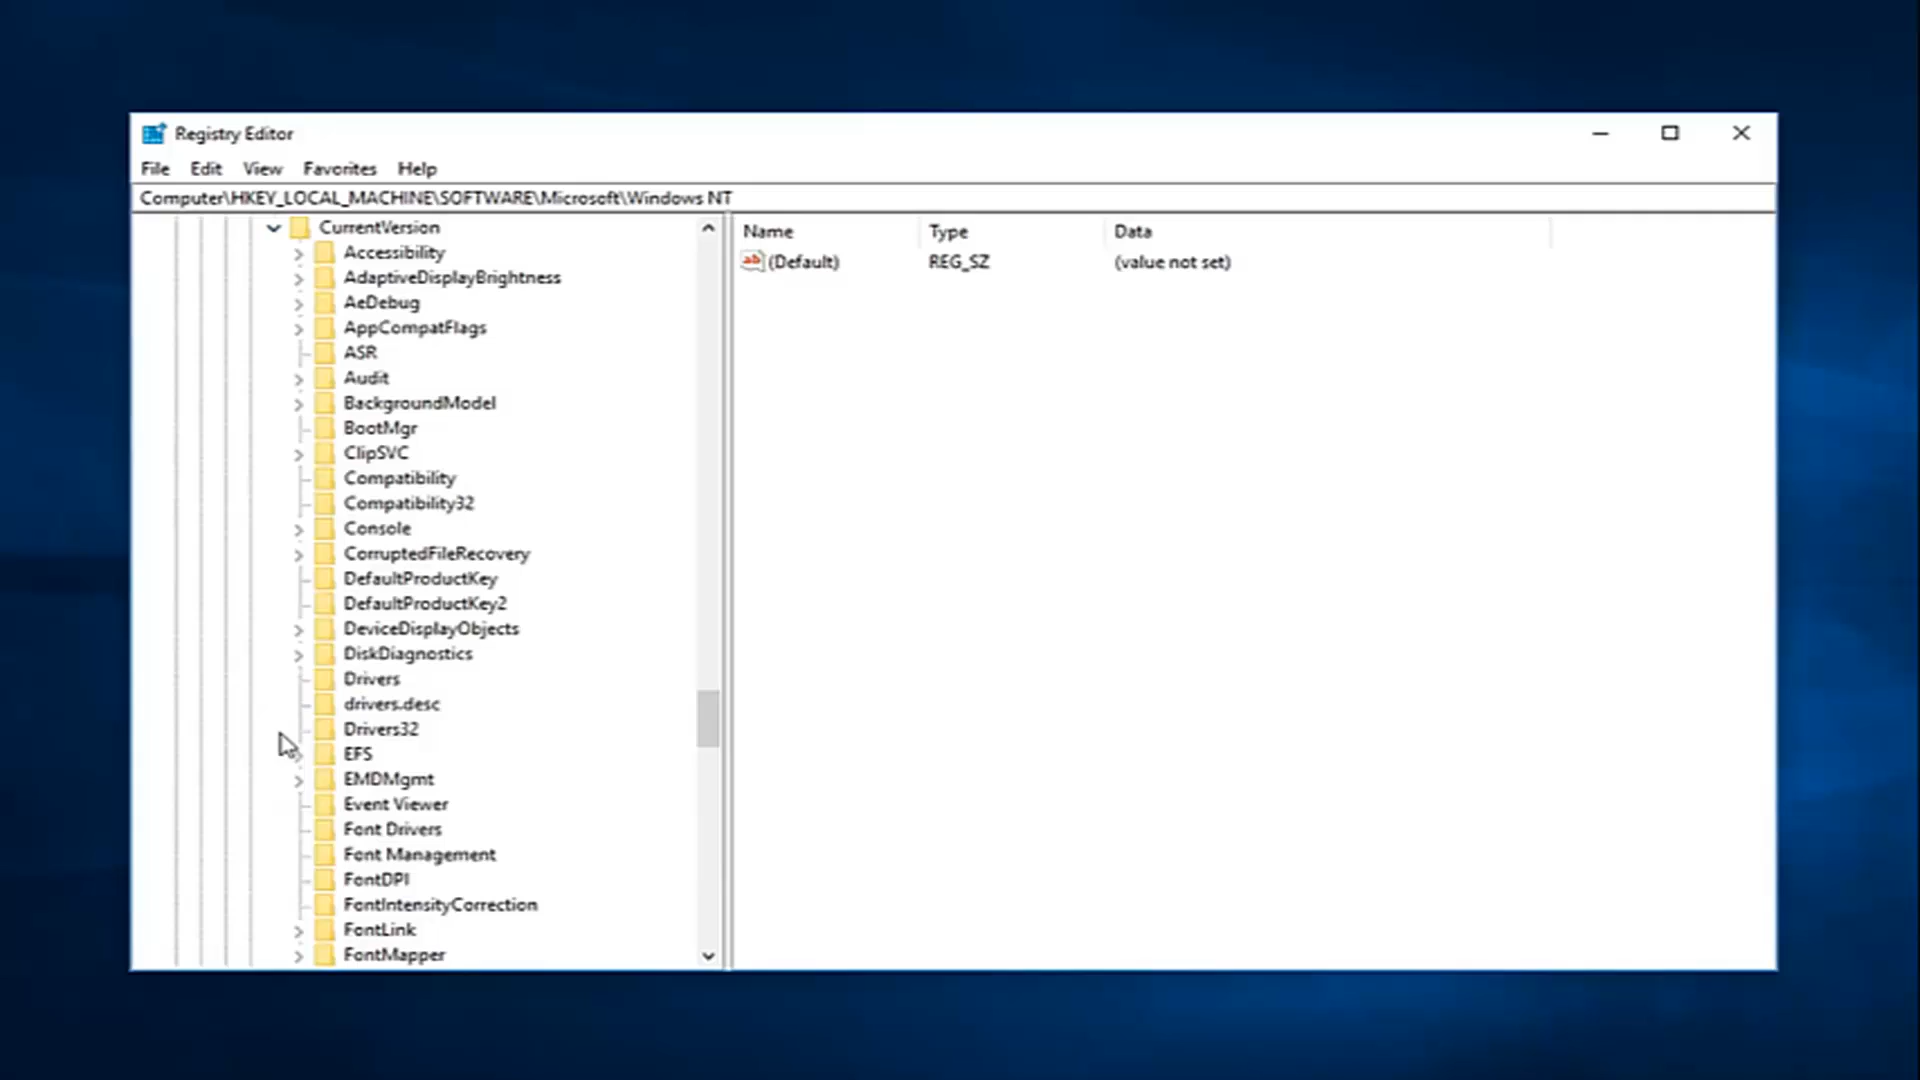 Registry Editor
File Edit View Favorites Help
Computer\HKEY_LOCAL_MACHINE\SOFTWARE\Microsoft\Windows NT
CurrentVersion
Accessibility
AdaptiveDisplayBrightness
AeDebug
AppCompatFlags
ASR
Audit
BackgroundModel
BootMgr
ClipSVC
Compatibility
Compatibility32
Console
CorruptedFileRecovery
DefaultProductKey
DefaultProductKey2
DeviceDisplayObjects
DiskDiagnostics
Drivers
drivers.desc
Drivers32
EFS
EMDMgmt
Event Viewer
Font Drivers
Font Management
FontDPI
FontIntensityCorrection
FontLink
FontMapper
Name Type Data
ab (Default) REG_SZ (value not set)